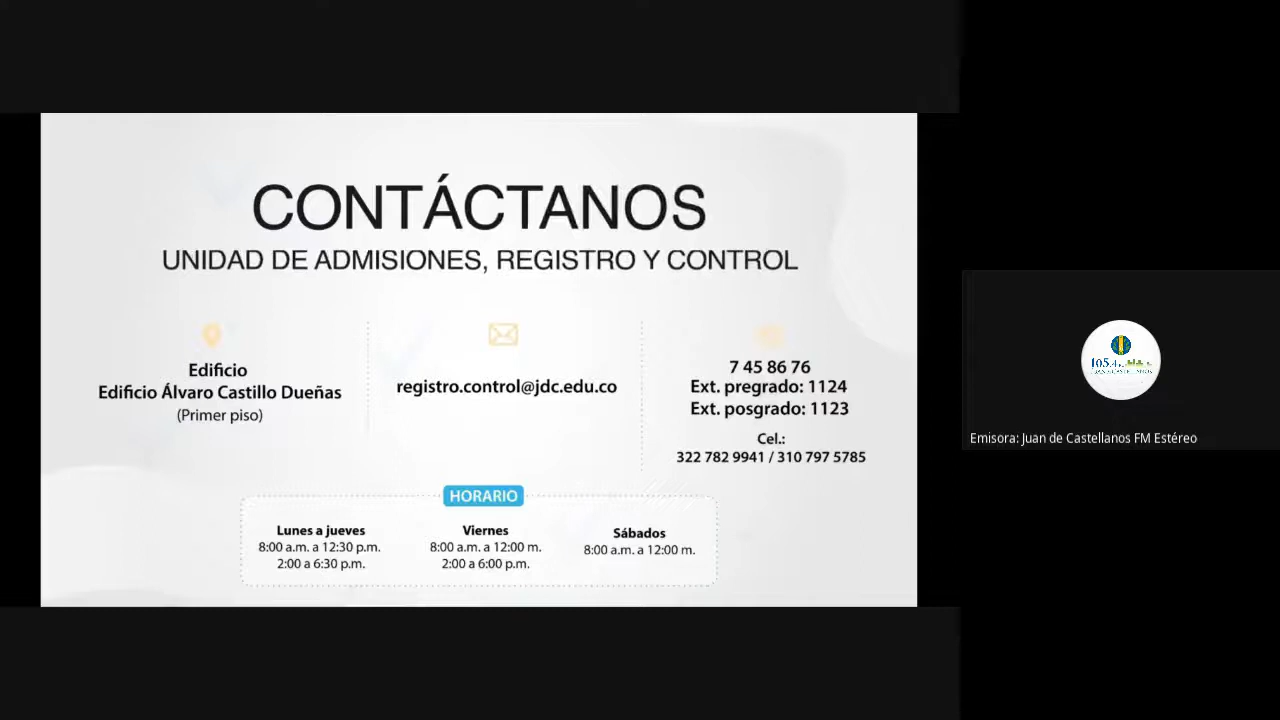 CONTÁCTANOS
UNIDAD DE ADMISIONES, REGISTRO Y CONTROL
Edificio
Edificio Álvaro Castillo Dueñas
(Primer piso)
registro.control@jdc.edu.co
7 45 86 76
Ext. pregrado: 1124
Ext. posgrado: 1123
Cel.:
322 782 9941 / 310 797 5785
HORARIO
Lunes a jueves
8:00 a.m. a 12:30 p.m.
2:00 a 6:30 p.m.
Viernes
8:00 a.m. a 12:00 m.
2:00 a 6:00 p.m.
Sábados
8:00 a.m. a 12:00 m.
Emisora: Juan de Castellanos FM Estéreo